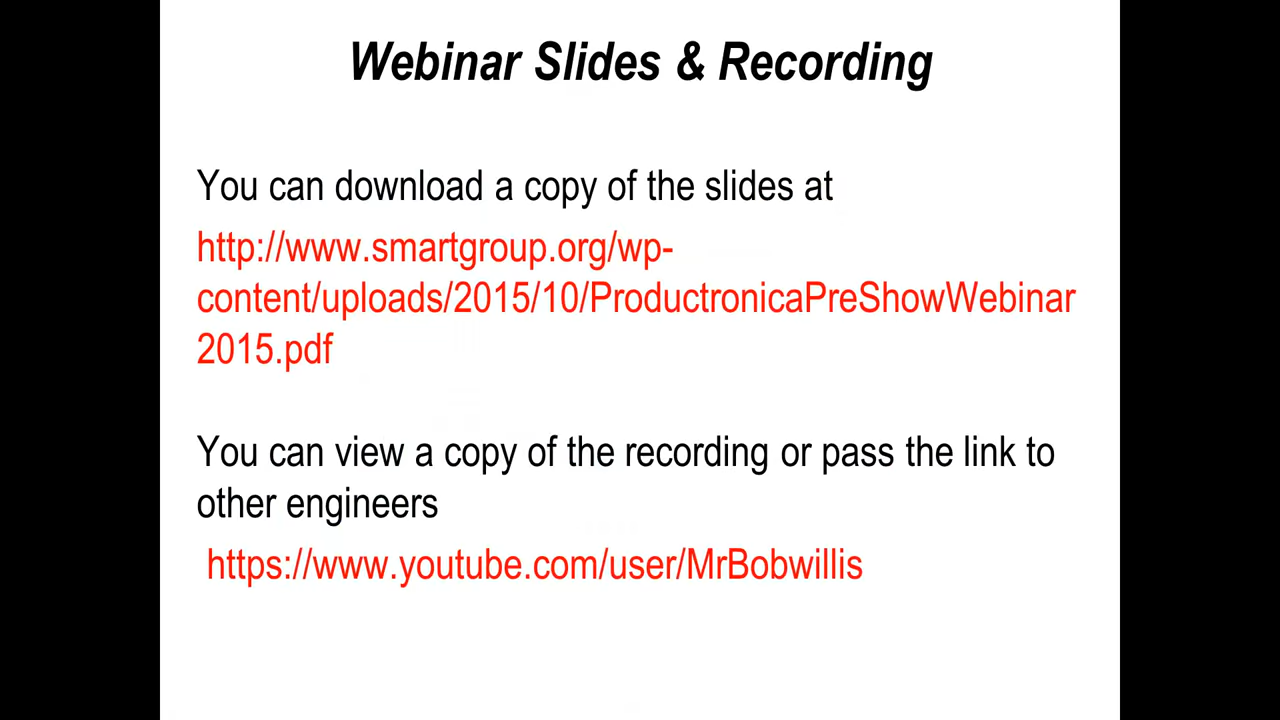 Webinar Slides & Recording
You can download a copy of the slides at
http://www.smartgroup.org/wp-
content/uploads/2015/10/ProductronicaPreShowWebinar
2015.pdf
You can view a copy of the recording or pass the link to
other engineers
https://www.youtube.com/user/MrBobwillis